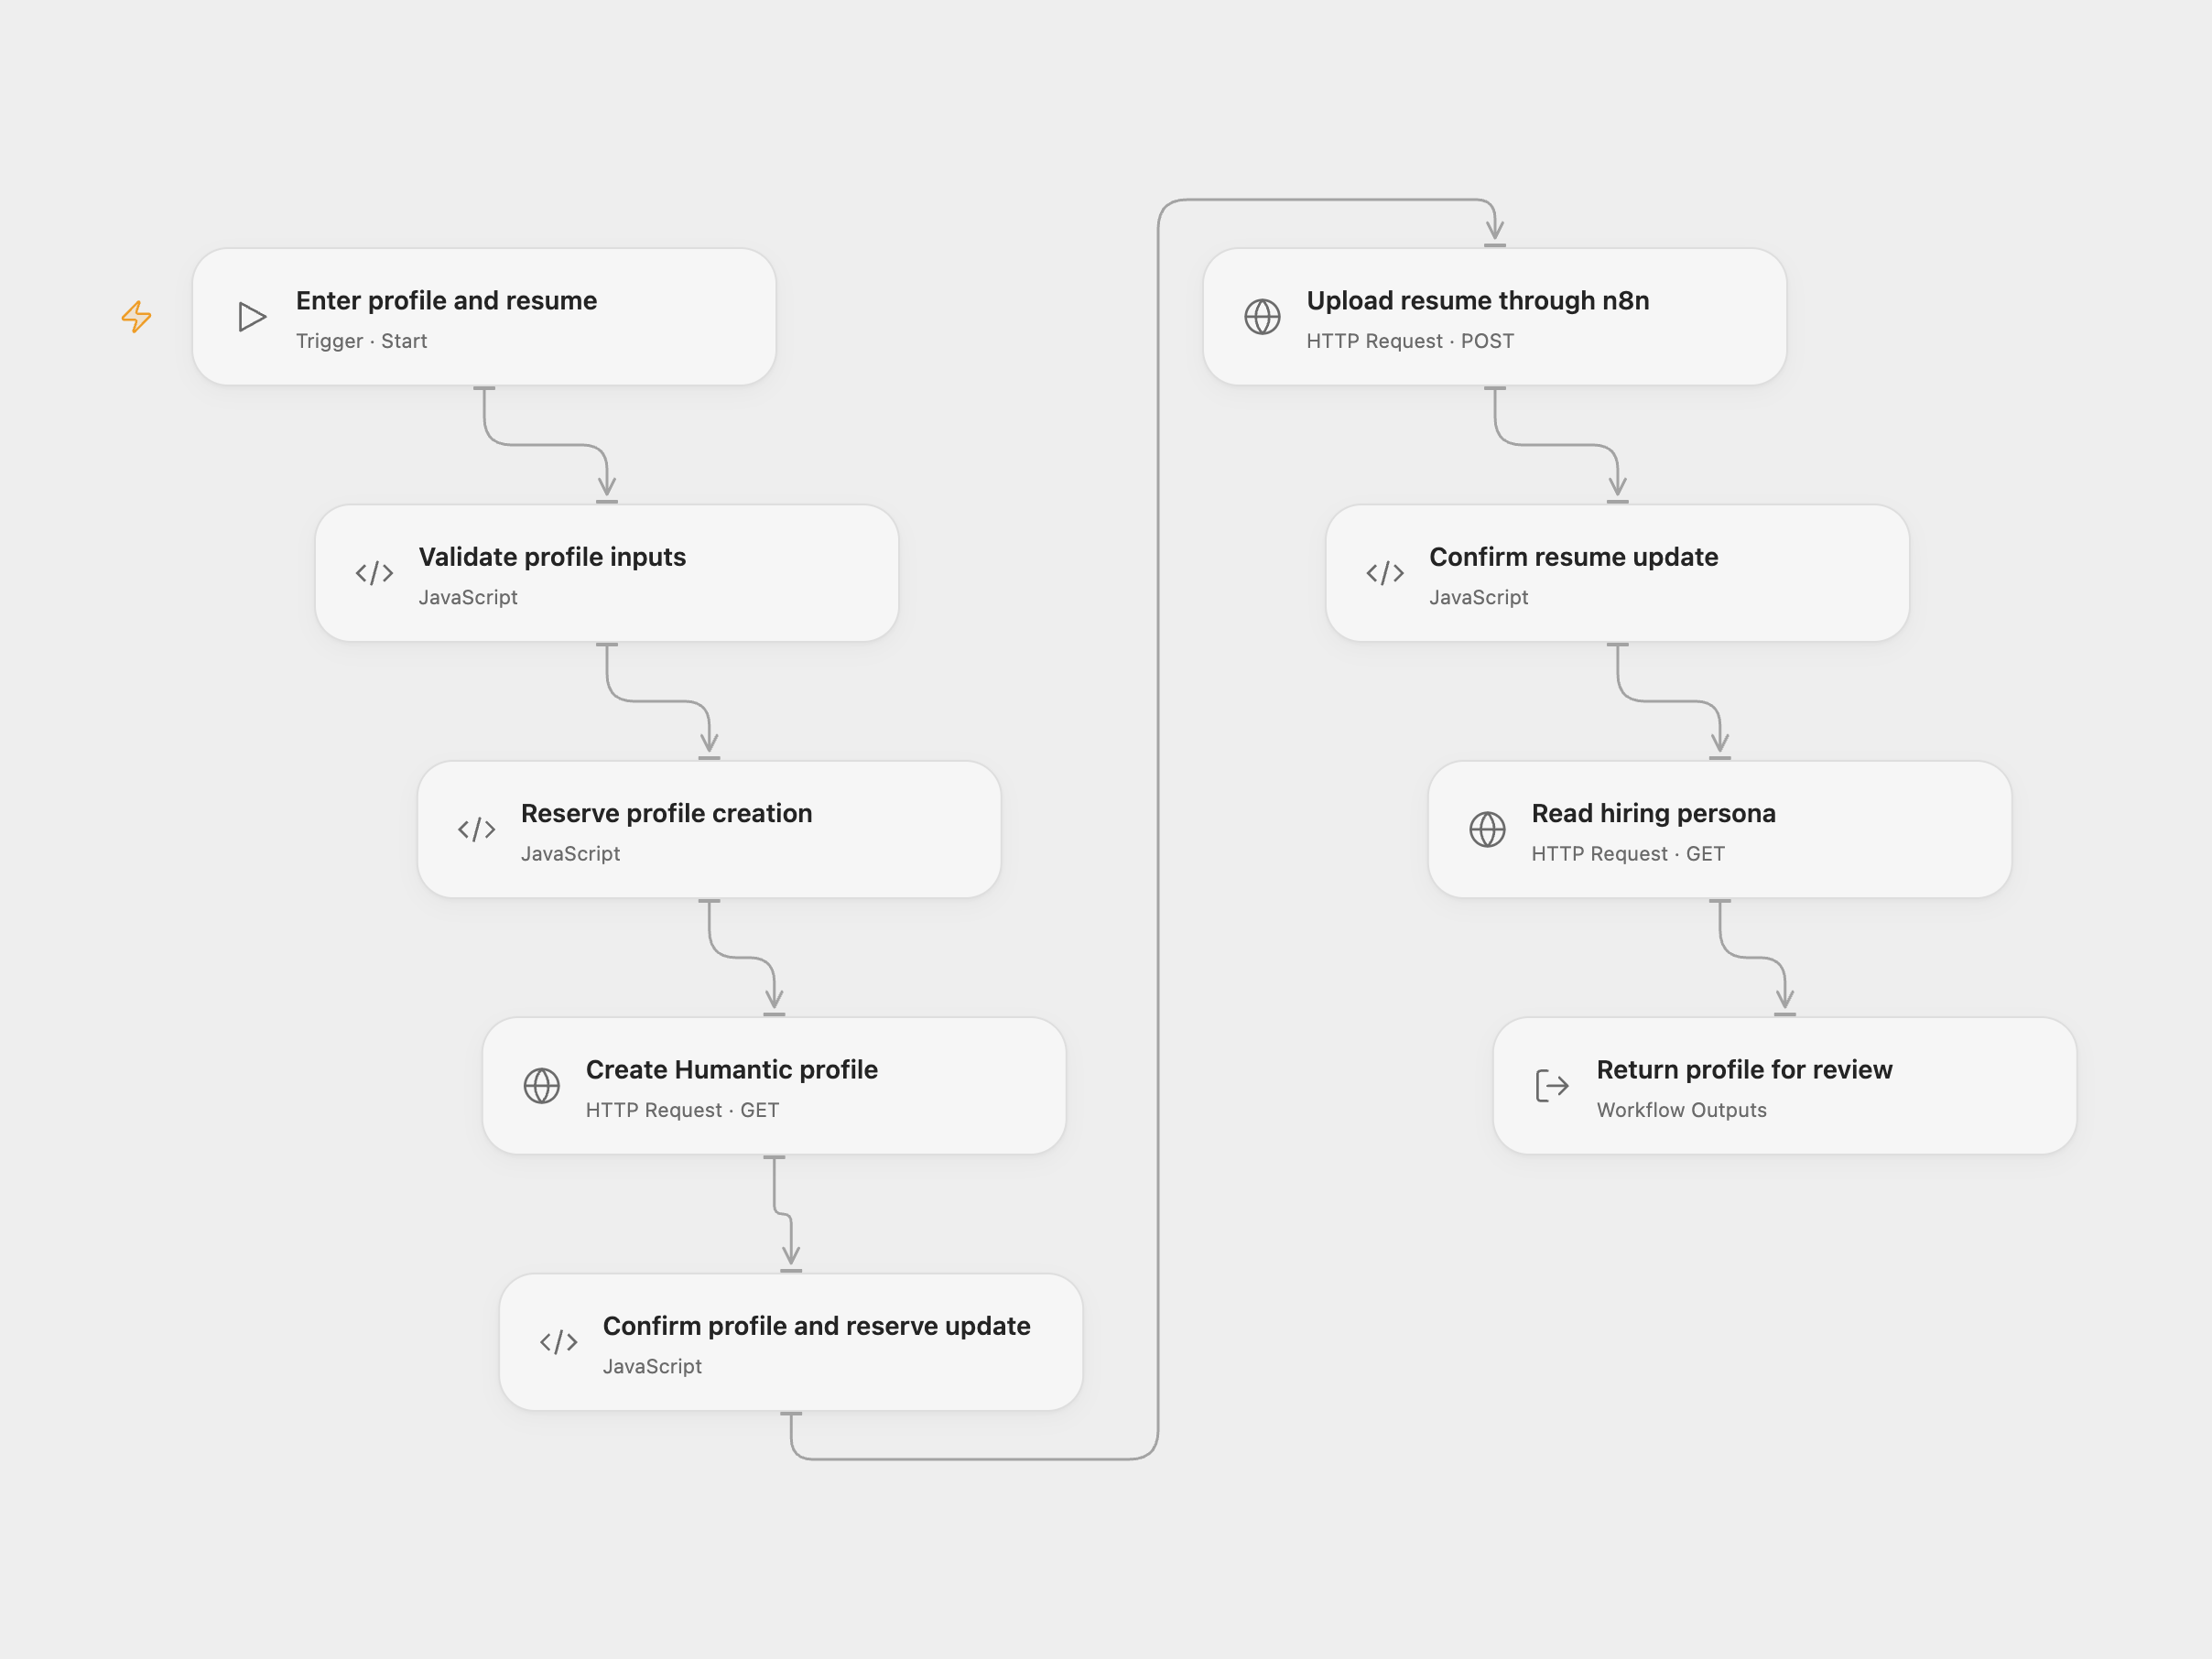 Enter profile and resume
Trigger · Start
Validate profile inputs
JavaScript
Reserve profile creation
JavaScript
Create Humantic profile
HTTP Request · GET
Confirm profile and reserve update
JavaScript
Upload resume through n8n
HTTP Request · POST
Confirm resume update
JavaScript
Read hiring persona
HTTP Request · GET
Return profile for review
Workflow Outputs